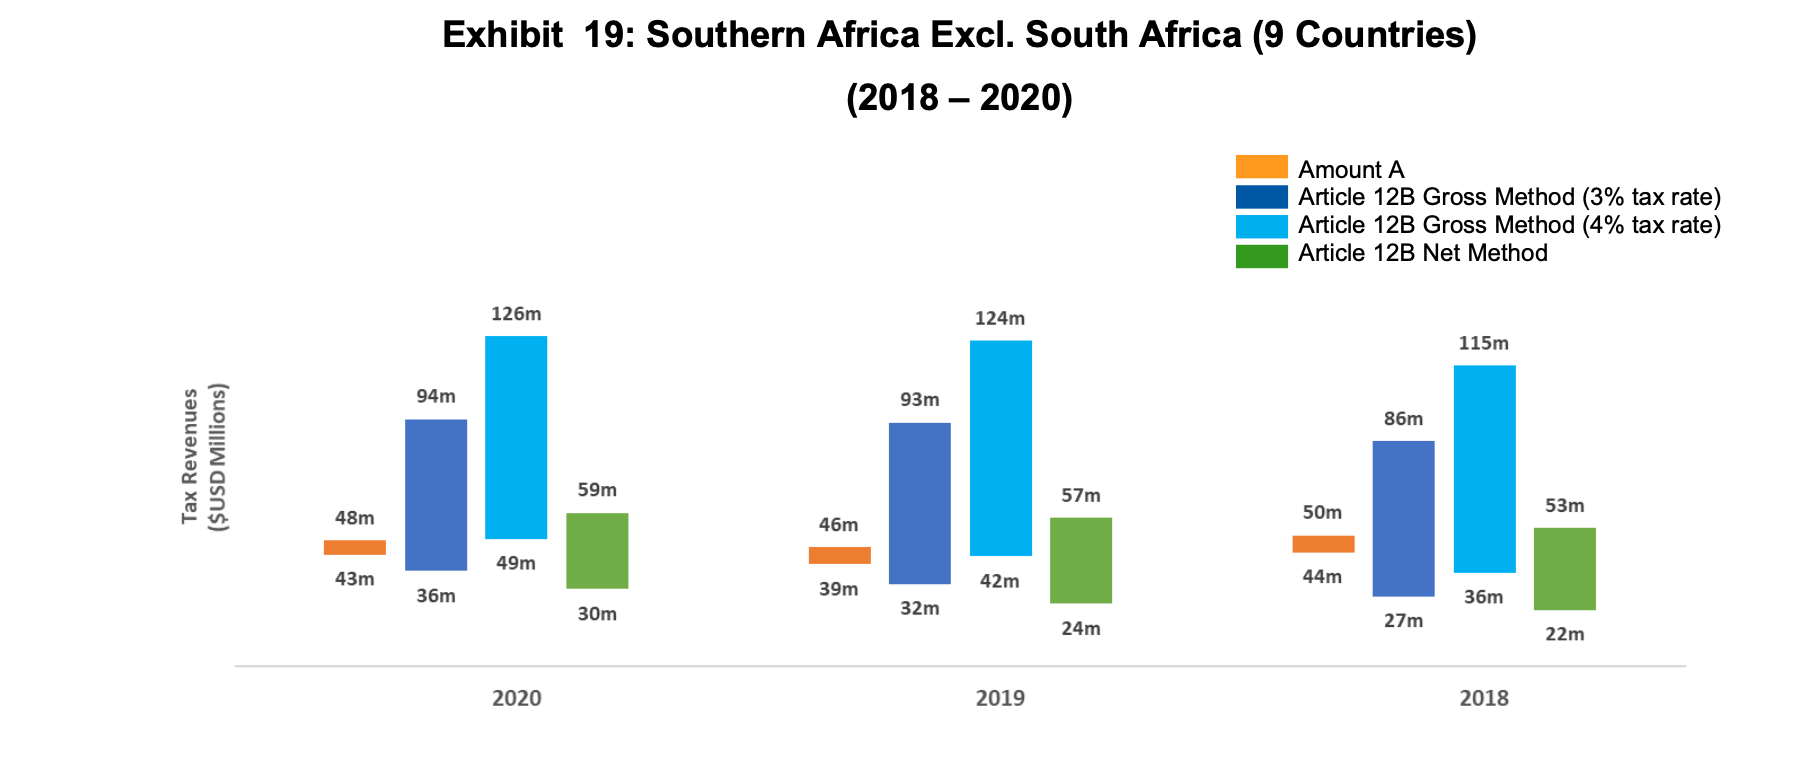 Exhibit  19: Southern Africa Excl. South Africa (9 Countries)
(2018 – 2020)
Amount A
Article 12B Gross Method (3% tax rate)
Article 12B Gross Method (4% tax rate)
Article 12B Net Method
Tax Revenues
($USD Millions)
48m
43m
94m
36m
126m
49m
59m
30m
46m
39m
93m
32m
124m
42m
57m
24m
50m
44m
86m
27m
115m
36m
53m
22m
2020
2019
2018